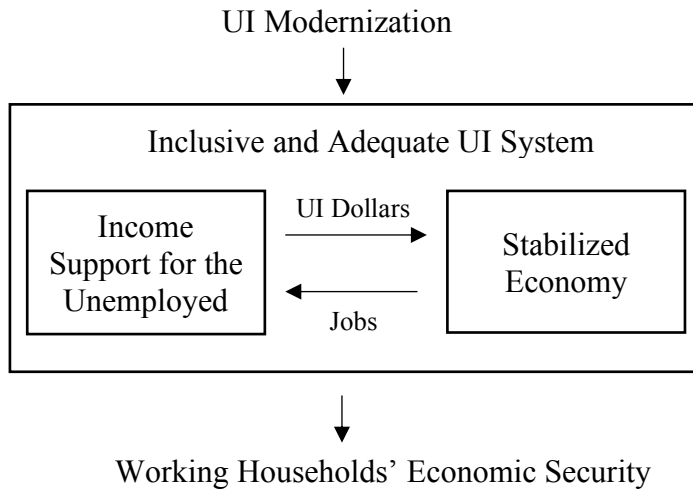 UI Modernization
Inclusive and Adequate UI System
Income
Support for the
Unemployed
UI Dollars
Jobs
Stabilized
Economy
Working Households’ Economic Security